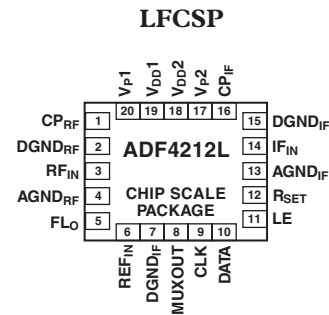 LFCSP
VP1
VDD1
VDD2
VP2
CPIF
20 19 18 17 16
CPRF 1
DGNDRF 2
RFIN 3
AGNDRF 4
FLO 5
ADF4212L
CHIP SCALE
PACKAGE
15 DGNDIF
14 IFIN
13 AGNDIF
12 RSET
11 LE
6 7 8 9 10
REFIN
DGNDIF
MUXOUT
CLK
DATA